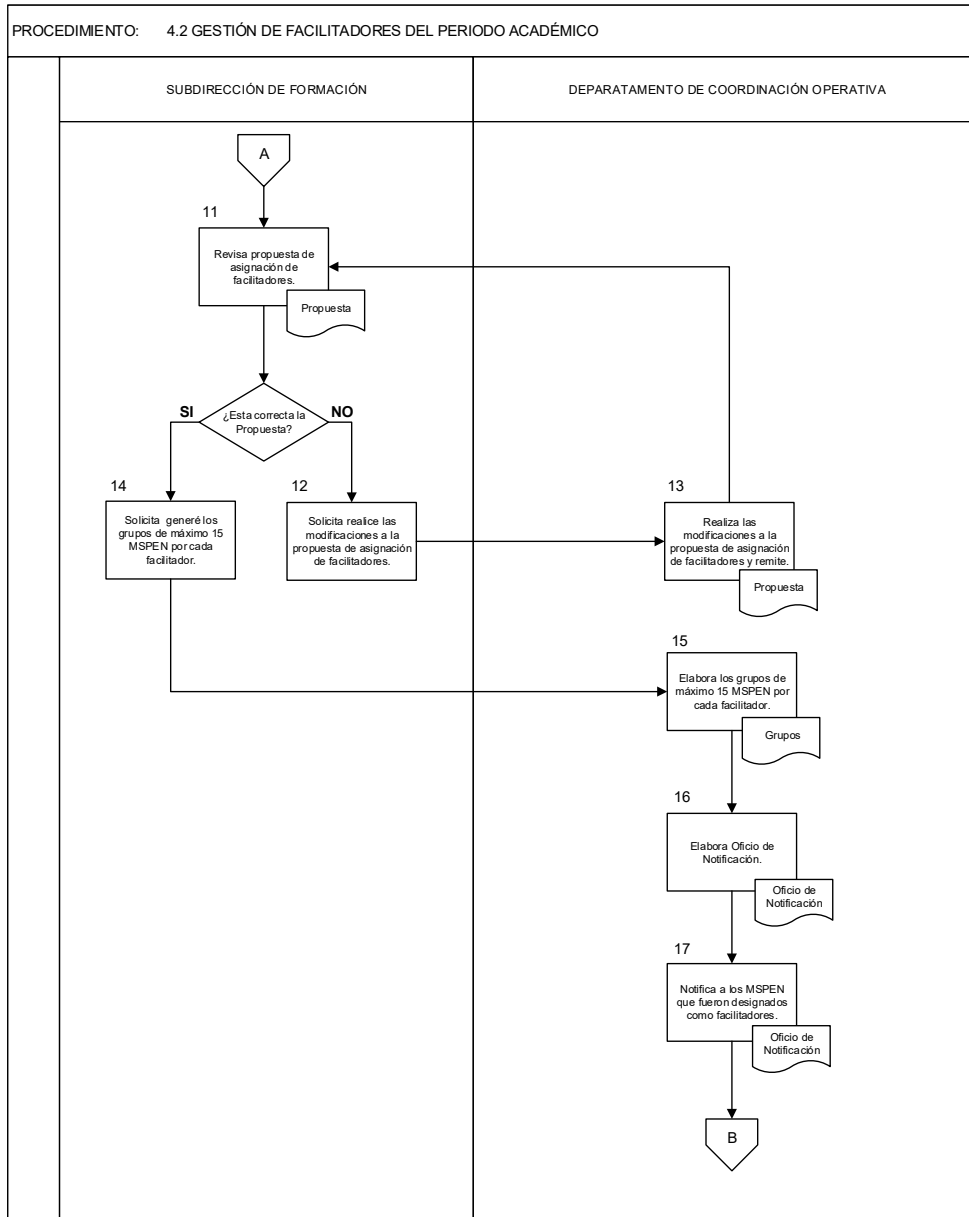 PROCEDIMIENTO: 4.2 GESTIÓN DE FACILITADORES DEL PERIODO ACADÉMICO
SUBDIRECCIÓN DE FORMACIÓN
DEPARATAMENTO DE COORDINACIÓN OPERATIVA
A
11
Revisa propuesta de
asignación de
facilitadores.
Propuesta
¿Esta correcta la
Propuesta?
SI
NO
14
Solicita generé los
grupos de máximo 15
MSPEN por cada
facilitador.
12
Solicita realice las
modificaciones a la
propuesta de asignación
de facilitadores.
13
Realiza las
modificaciones a la
propuesta de asignación
de facilitadores y remite.
Propuesta
15
Elabora los grupos de
máximo 15 MSPEN por
cada facilitador.
Grupos
16
Elabora Oficio de
Notificación.
Oficio de
Notificación
17
Notifica a los MSPEN
que fueron designados
como facilitadores.
Oficio de
Notificación
B